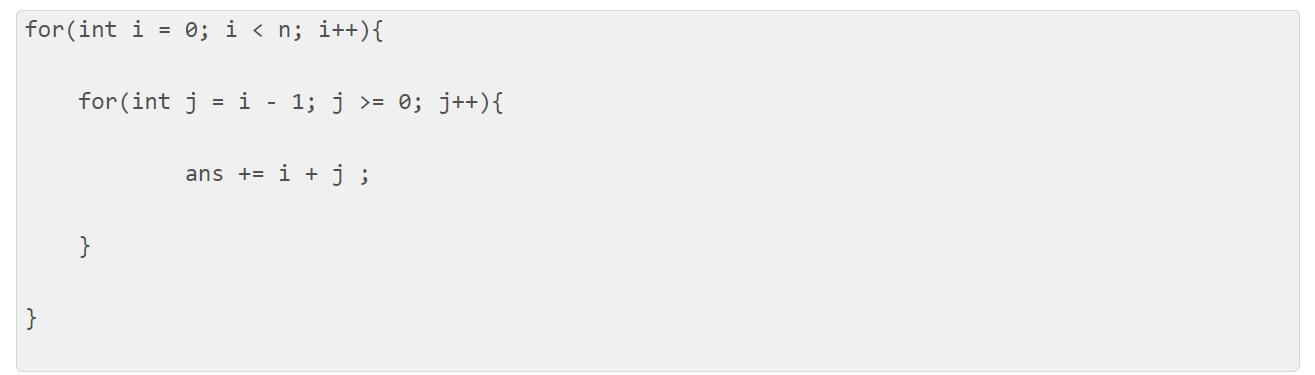 for(int i = 0; i < n; i++){
    for(int j = i - 1; j >= 0; j++){
            ans += i + j ;
    }
}